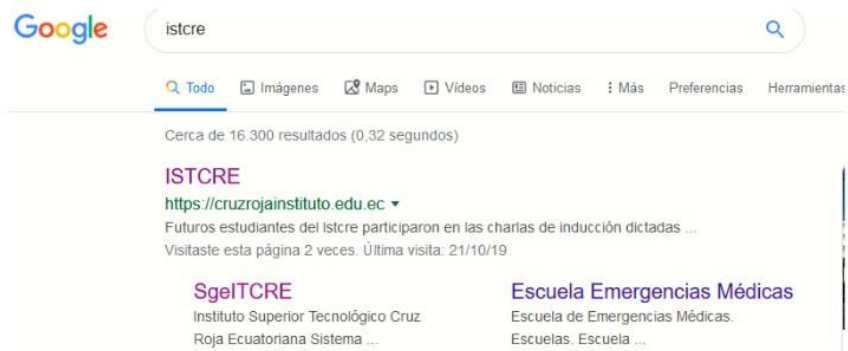 Google
istcre
Todo Imágenes Maps Vídeos Noticias Más Preferencias Herramientas
Cerca de 16.300 resultados (0,32 segundos)
ISTCRE
https://cruzrojainstituto.edu.ec
Futuros estudiantes del Istcre participaron en las charlas de inducción dictadas ...
Visitaste esta página 2 veces. Última visita: 21/10/19
SgeITCRE
Instituto Superior Tecnológico Cruz
Roja Ecuatoriana Sistema ...
Escuela Emergencias Médicas
Escuela de Emergencias Médicas.
Escuelas. Escuela ...